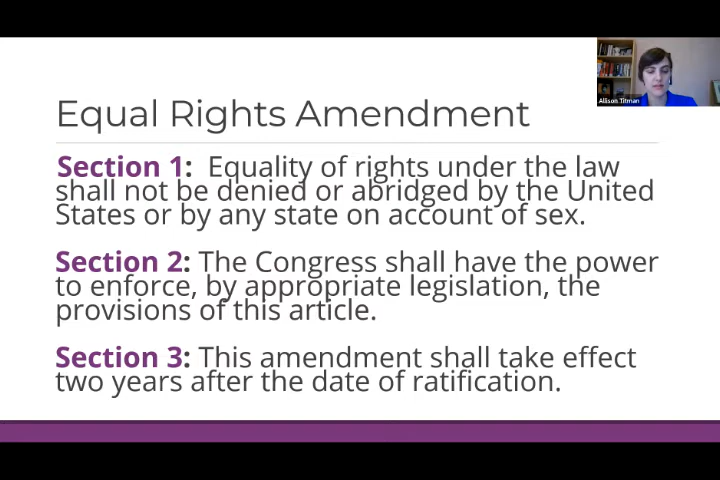 Equal Rights Amendment
Section 1:  Equality of rights under the law
shall not be denied or abridged by the United
States or by any state on account of sex.
Section 2: The Congress shall have the power
to enforce, by appropriate legislation, the
provisions of this article.
Section 3: This amendment shall take effect
two years after the date of ratification.
Allison Titman